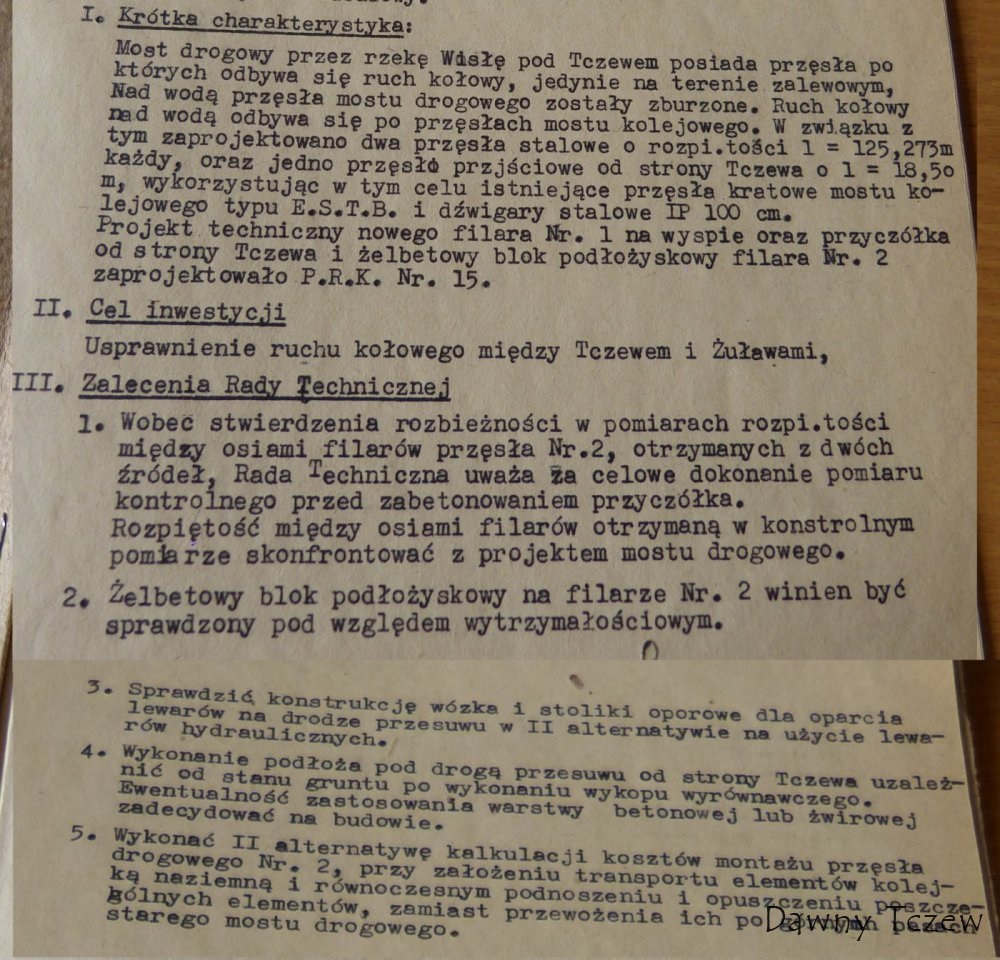 I. Krótka charakterystyka:
Most drogowy przez rzekę Wisłę pod Tczewem posiada przęsła po
których odbywa się ruch kołowy, jedynie na terenie zalewowym,
Nad wodą przęsła mostu drogowego zostały zburzone. Ruch kołowy
nad wodą odbywa się po przęsłach mostu kolejowego. W związku z
tym zaprojektowano dwa przęsła stalowe o rozpi.tości l = 125,273m
każdy, oraz jedno przęsło przjściowe od strony Tczewa o l = 18,50
m, wykorzystując w tym celu istniejące przęsła kratowe mostu ko-
lejowego typu E.S.T.B. i dźwigary stalowe IP 100 cm.
Projekt techniczny nowego filara Nr. 1 na wyspie oraz przyczółka
od strony Tczewa i żelbetowy blok podłożyskowy filara Nr. 2
zaprojektowało P.R.K. Nr. 15.
II. Cel inwestycji
Usprawnienie ruchu kołowego między Tczewem i Żuławami,
III. Zalecenia Rady Technicznej
1. Wobec stwierdzenia rozbieżności w pomiarach rozpi.tości
między osiami filarów przęsła Nr.2, otrzymanych z dwóch
źródeł, Rada Techniczna uważa za celowe dokonanie pomiaru
kontrolnego przed zabetonowaniem przyczółka.
Rozpiętość między osiami filarów otrzymaną w konstrolnym
pomiarze skonfrontować z projektem mostu drogowego.
2. Żelbetowy blok podłożyskowy na filarze Nr. 2 winien być
sprawdzony pod względem wytrzymałościowym.
3. Sprawdzić konstrukcję wózka i stoliki oporowe dla oparcia
lewarów na drodze przesuwu w II alternatywie na użycie lewa-
rów hydraulicznych.
4. Wykonanie podłoża pod drogą przesuwu od strony Tczewa uzależ-
nić od stanu gruntu po wykonaniu wykopu wyrównawczego.
Ewentualność zastosowania warstwy betonowej lub żwirowej
zadecydować na budowie.
5. Wykonać II alternatywę kalkulacji kosztów montażu przęsła
drogowego Nr. 2, przy założeniu transportu elementów kolej-
ką naziemną i równoczesnym podnoszeniu i opuszczeniu poszcze-
gólnych elementów, zamiast przewożenia ich po górnych pasach
starego mostu drogowego.
Dawny Tczew